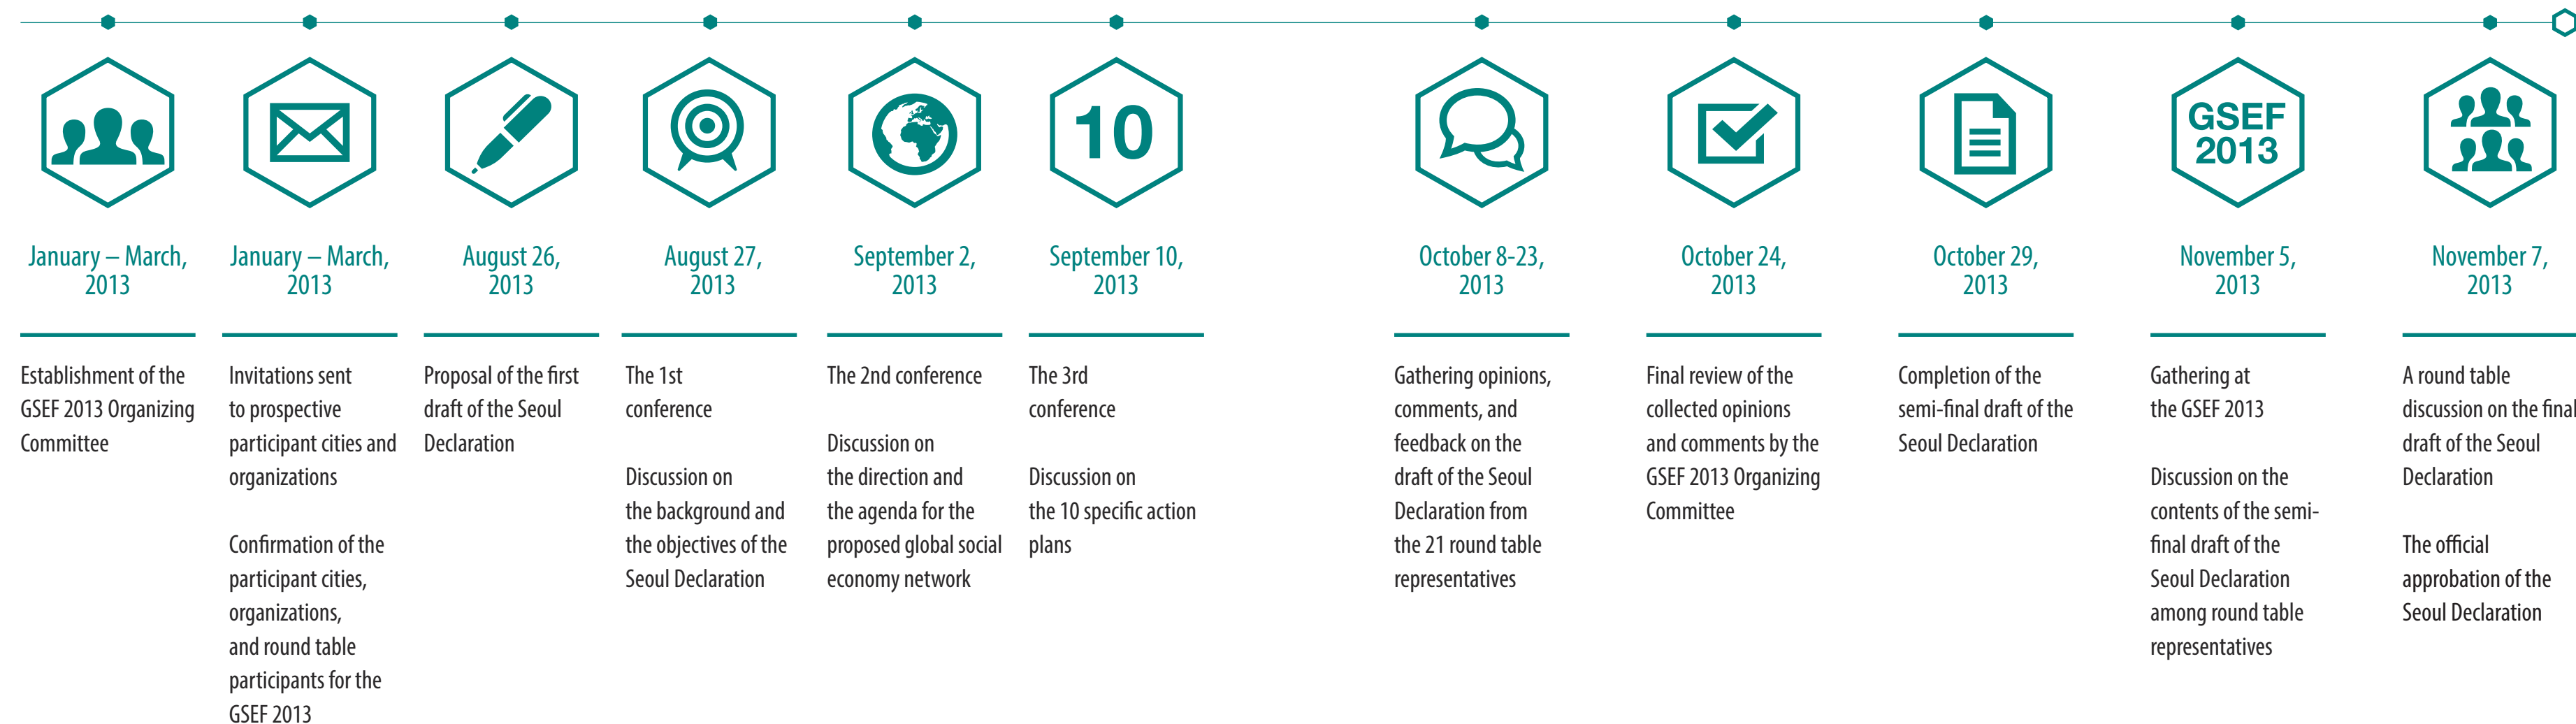 10
GSEF
2013
January – March,
2013
January – March,
2013
August 26,
2013
August 27,
2013
September 2,
2013
September 10,
2013
October 8-23,
2013
October 24,
2013
October 29,
2013
November 5,
2013
November 7,
2013
Establishment of the
GSEF 2013 Organizing
Committee
Invitations sent
to prospective
participant cities and
organizations
Confirmation of the
participant cities,
organizations,
and round table
participants for the
GSEF 2013
Proposal of the first
draft of the Seoul
Declaration
The 1st
conference
Discussion on
the background and
the objectives of the
Seoul Declaration
The 2nd conference
Discussion on
the direction and
the agenda for the
proposed global social
economy network
The 3rd
conference
Discussion on
the 10 specific action
plans
Gathering opinions,
comments, and
feedback on the
draft of the Seoul
Declaration from
the 21 round table
representatives
Final review of the
collected opinions
and comments by the
GSEF 2013 Organizing
Committee
Completion of the
semi-final draft of the
Seoul Declaration
Gathering at
the GSEF 2013
Discussion on the
contents of the semi-
final draft of the
Seoul Declaration
among round table
representatives
A round table
discussion on the final
draft of the Seoul
Declaration
The official
approbation of the
Seoul Declaration